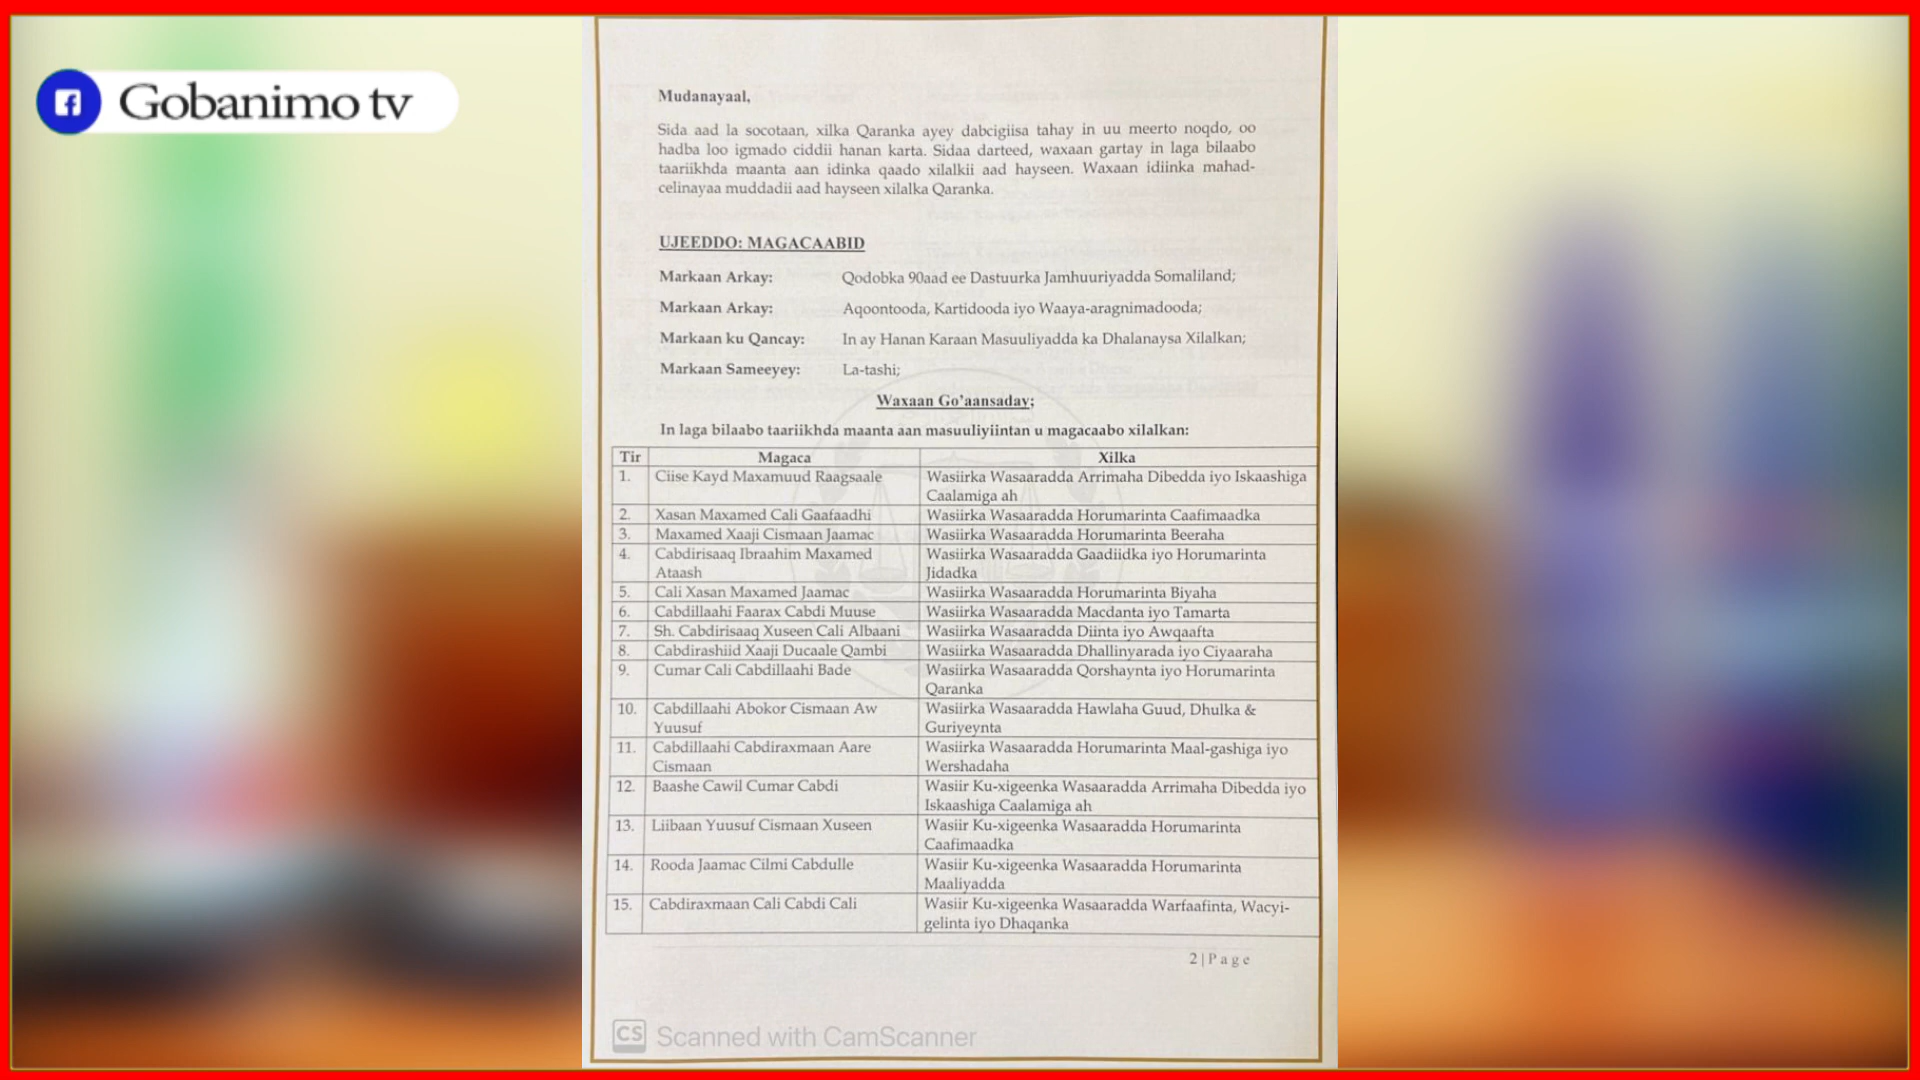 Gobanimo tv
Mudanayaal,
Sida aad la socotaan, xilka Qaranka ayey dabcigiisa tahay in uu meerto noqdo, oo
hadba loo igmado ciddii hanan karta. Sidaa darteed, waxaan gartay in laga bilaabo
taariikhda maanta aan idinka qaado xilalkii aad hayseen. Waxaan idiinka mahad-
celinayaa muddadii aad hayseen xilalka Qaranka.
UJEEDDO: MAGACAABID
Markaan Arkay: Qodobka 90aad ee Dastuurka Jamhuuriyadda Somaliland;
Markaan Arkay: Aqoontooda, Kartidooda iyo Waaya-aragnimadooda;
Markaan ku Qancay: In ay Hanan Karaan Masuuliyadda ka Dhalanaysa Xilalkan;
Markaan Sameeyey: La-tashi;
Waxaan Go'aansaday;
In laga bilaabo taariikhda maanta aan masuuliyiintan u magacaabo xilalkan:
Tir Magaca Xilka
1. Ciise Kayd Maxamuud Raagsaale Wasiirka Wasaaradda Arrimaha Dibedda iyo Iskaashiga
Caalamiga ah
2. Xasan Maxamed Cali Gaafaadhi Wasiirka Wasaaradda Horumarinta Caafimaadka
3. Maxamed Xaaji Cismaan Jaamac Wasiirka Wasaaradda Horumarinta Beeraha
4. Cabdirisaaq Ibraahim Maxamed Wasiirka Wasaaradda Gaadiidka iyo Horumarinta
Ataash Jidadka
5. Cali Xasan Maxamed Jaamac Wasiirka Wasaaradda Horumarinta Biyaha
6. Cabdillaahi Faarax Cabdi Muuse Wasiirka Wasaaradda Macdanta iyo Tamarta
7. Sh. Cabdirisaaq Xuseen Cali Albaani Wasiirka Wasaaradda Diinta iyo Awqaafta
8. Cabdirashiid Xaaji Ducaale Qambi Wasiirka Wasaaradda Dhallinyarada iyo Ciyaaraha
9. Cumar Cali Cabdillaahi Bade Wasiirka Wasaaradda Qorshaynta iyo Horumarinta
Qaranka
10. Cabdillaahi Abokor Cismaan Aw Wasiirka Wasaaradda Hawlaha Guud, Dhulka &
Yuusuf Guriyeynta
11. Cabdillaahi Cabdiraxmaan Aare Wasiirka Wasaaradda Horumarinta Maal-gashiga iyo
Cismaan Wershadaha
12. Baashe Cawil Cumar Cabdi Wasiir Ku-xigeenka Wasaaradda Arrimaha Dibedda iyo
Iskaashiga Caalamiga ah
13. Liibaan Yuusuf Cismaan Xuseen Wasiir Ku-xigeenka Wasaaradda Horumarinta
Caafimaadka
14. Rooda Jaamac Cilmi Cabdulle Wasiir Ku-xigeenka Wasaaradda Horumarinta
Maaliyadda
15. Cabdiraxmaan Cali Cabdi Cali Wasiir Ku-xigeenka Wasaaradda Warfaafinta, Wacyi-
gelinta iyo Dhaqanka
2 | P a g e
CS Scanned with CamScanner